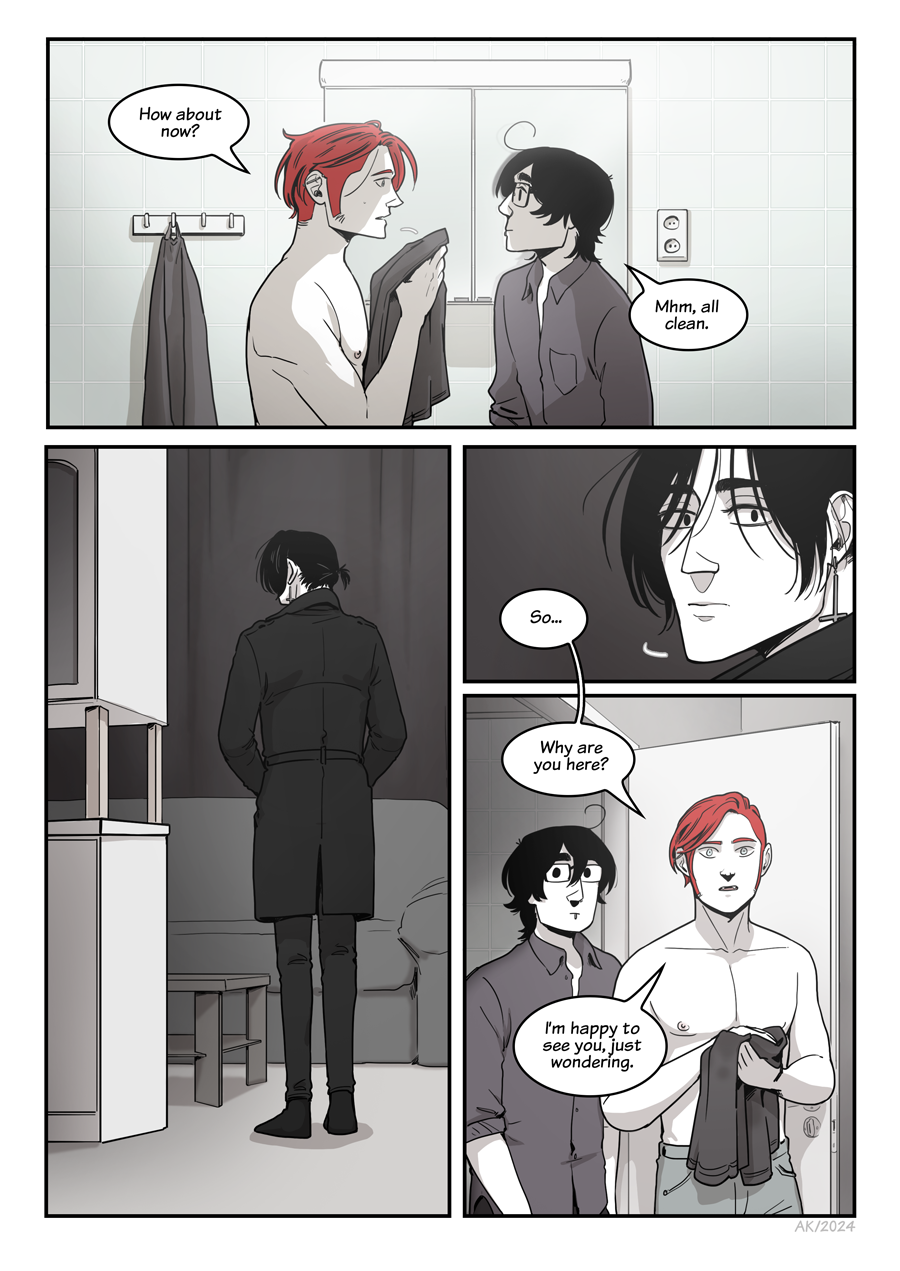 How about
now?
Mhm, all
clean.
So...
Why are
you here?
I'm happy to
see you, just
wondering.
AK/2024